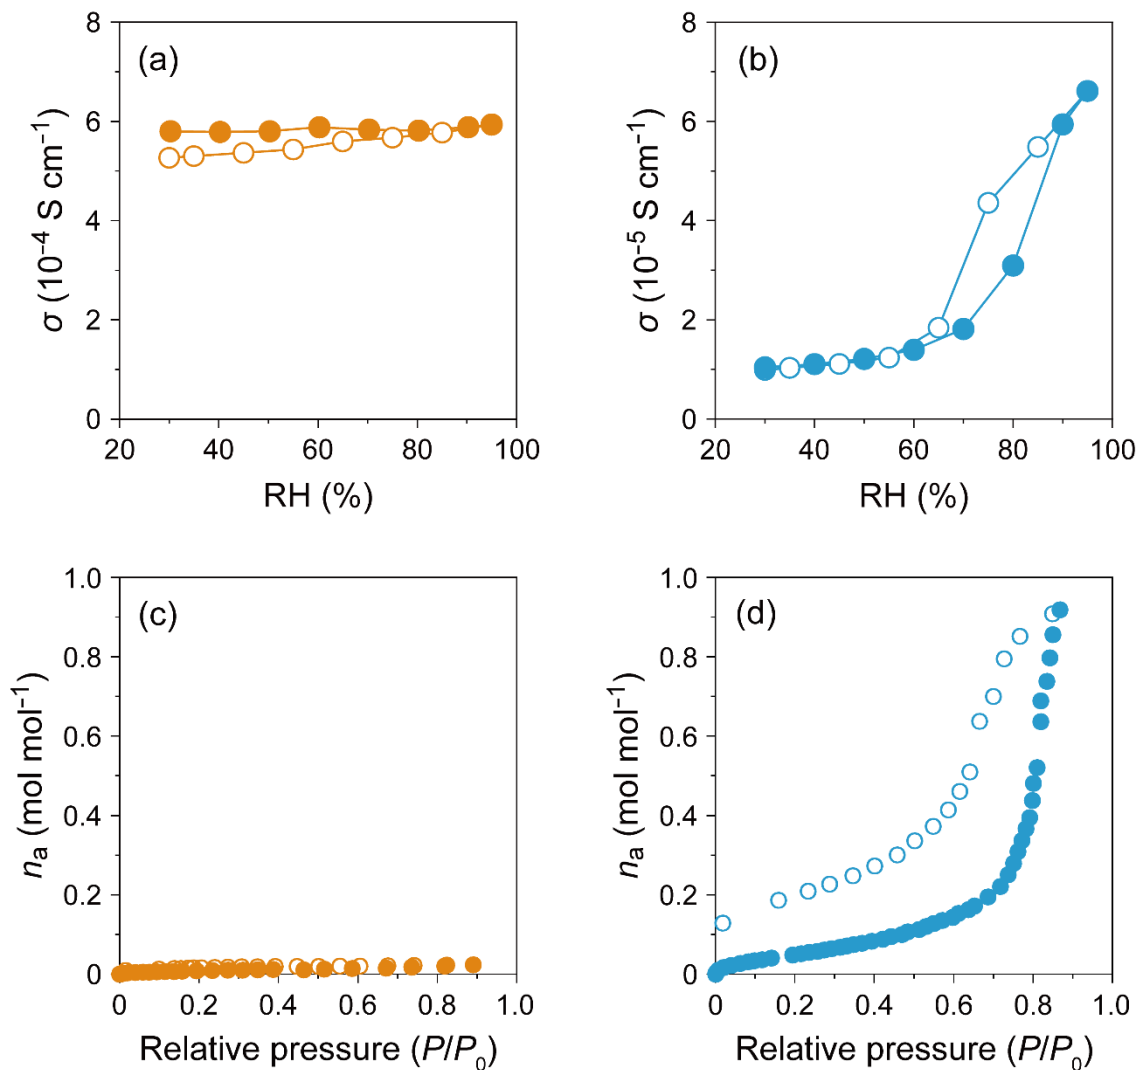 (a)
8
6
4
2
0
σ (10⁻⁴ S cm⁻¹)
20 40 60 80 100
RH (%)
(b)
8
6
4
2
0
σ (10⁻⁵ S cm⁻¹)
20 40 60 80 100
RH (%)
(c)
1.0
0.8
0.6
0.4
0.2
0
nₐ (mol mol⁻¹)
0 0.2 0.4 0.6 0.8 1.0
Relative pressure (P/P₀)
(d)
1.0
0.8
0.6
0.4
0.2
0
nₐ (mol mol⁻¹)
0 0.2 0.4 0.6 0.8 1.0
Relative pressure (P/P₀)